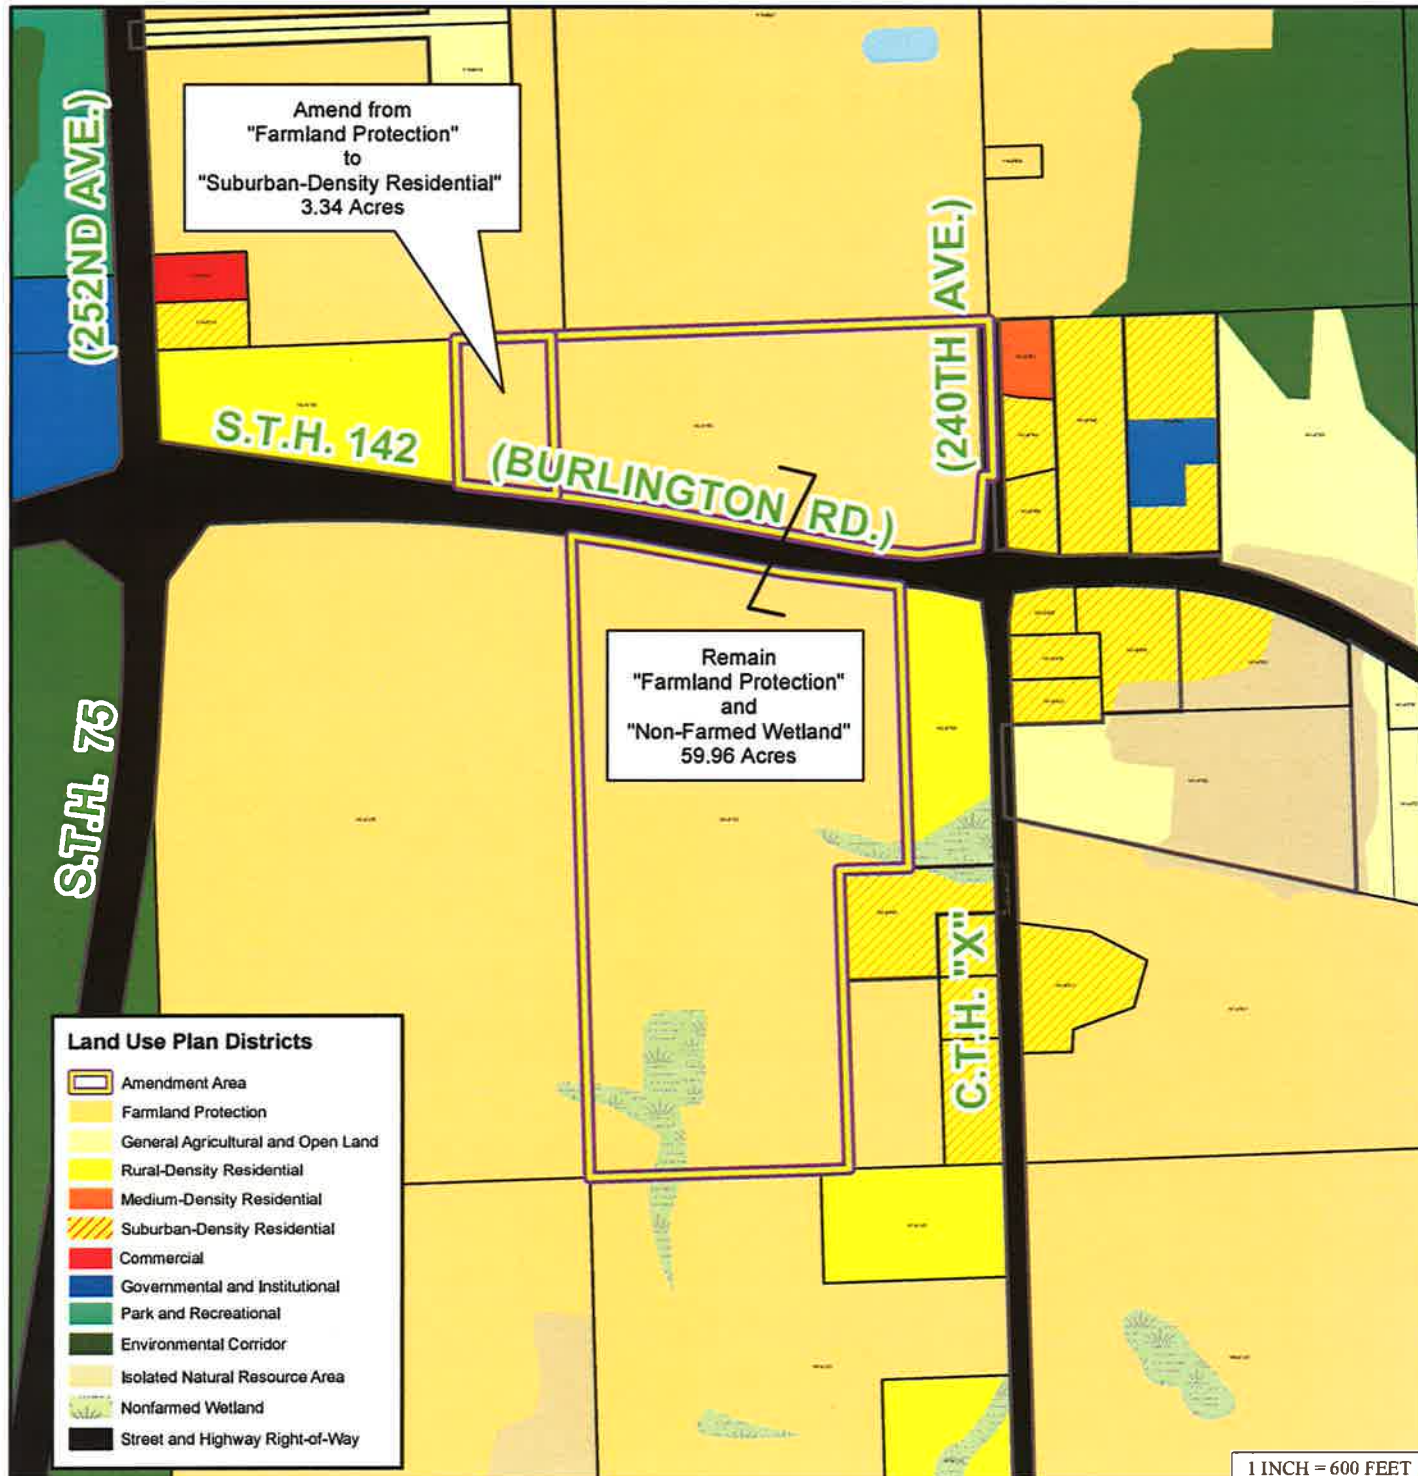 Amend from
"Farmland Protection"
to
"Suburban-Density Residential"
3.34 Acres
(252ND AVE.)
(240TH AVE.)
S.T.H. 142
(BURLINGTON RD.)
Remain
"Farmland Protection"
and
"Non-Farmed Wetland"
59.96 Acres
S.T.H. 75
C.T.H. "X"
Land Use Plan Districts
Amendment Area
Farmland Protection
General Agricultural and Open Land
Rural-Density Residential
Medium-Density Residential
Suburban-Density Residential
Commercial
Governmental and Institutional
Park and Recreational
Environmental Corridor
Isolated Natural Resource Area
Nonfarmed Wetland
Street and Highway Right-of-Way
1 INCH = 600 FEET